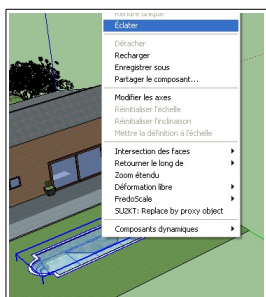 Éclater
Détacher
Recharger
Enregistrer sous
Partager le composant...
Modifier les axes
Réinitialiser l'échelle
Réinitialiser l'inclinaison
Mettre la définition à l'échelle
Intersection des faces
Retourner le long de
Zoom étendu
Déformation libre
FredoScale
SU2KT: Replace by proxy object
Composants dynamiques